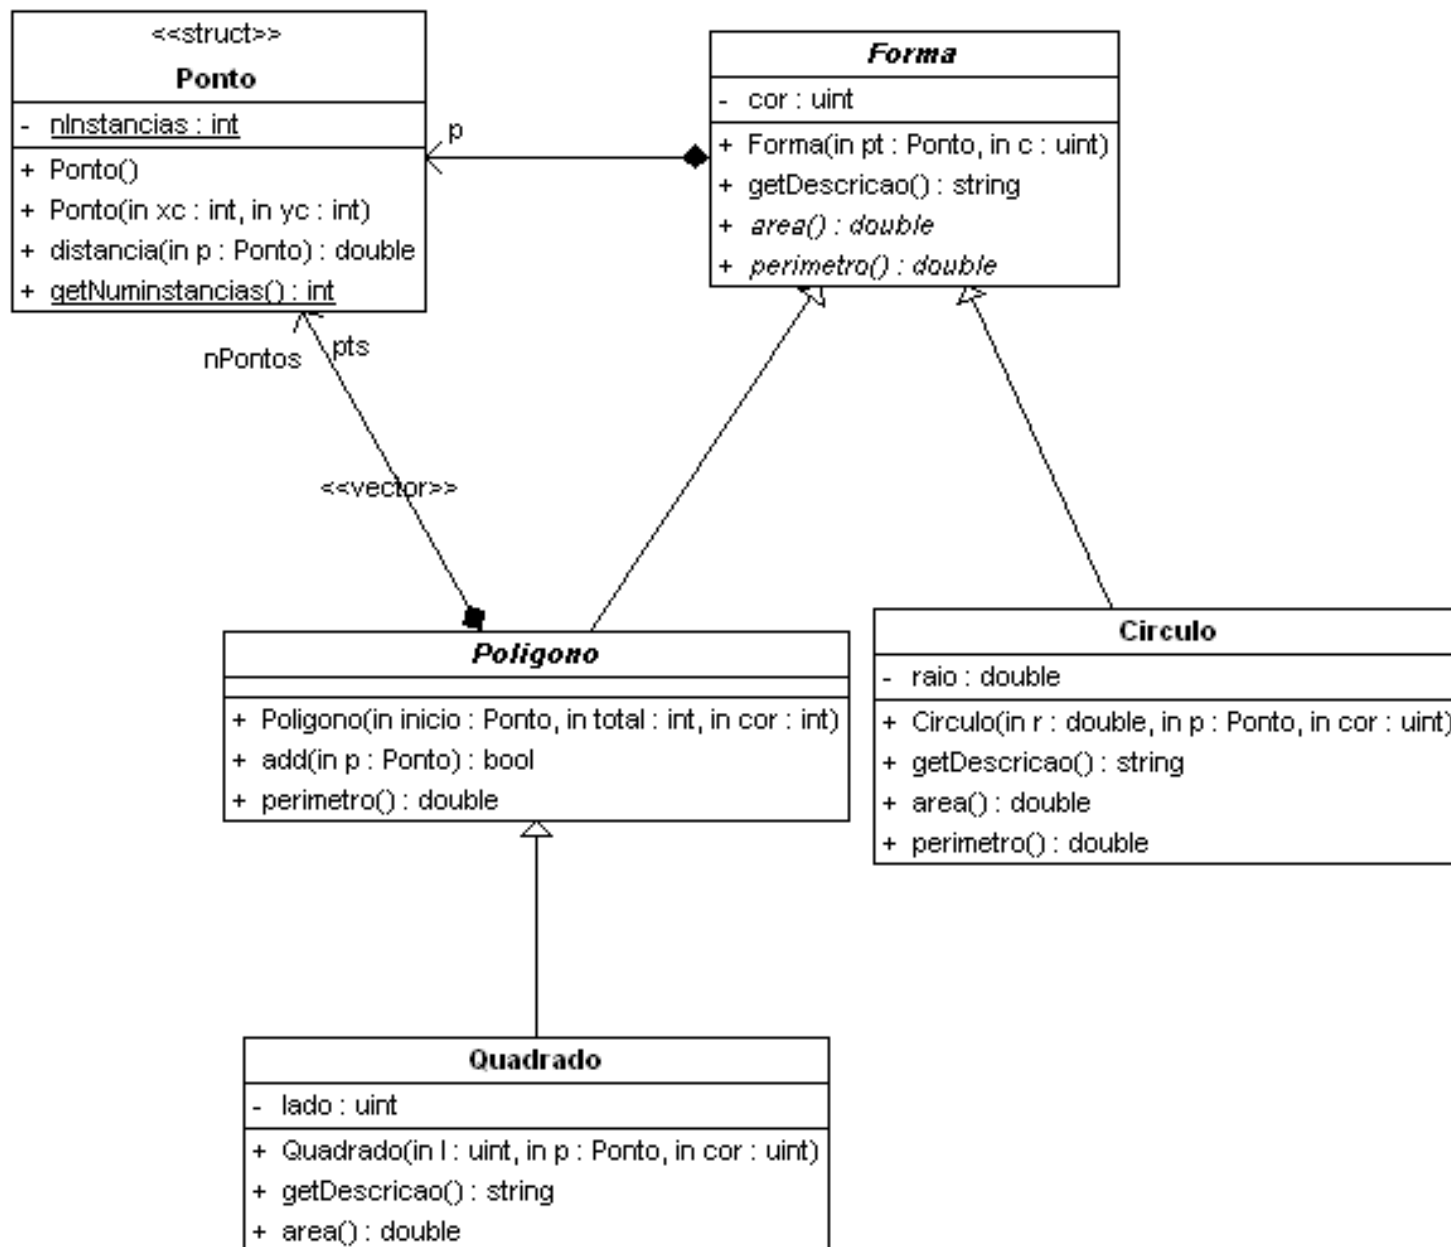 <<struct>>
Ponto
- nInstancias : int
+ Ponto()
+ Ponto(in xc : int, in yc : int)
+ distancia(in p : Ponto) : double
+ getNuminstancias() : int
p
Forma
- cor : uint
+ Forma(in pt : Ponto, in c : uint)
+ getDescricao() : string
+ area() : double
+ perimetro() : double
nPontos
pts
<<vector>>
Poligono
+ Poligono(in inicio : Ponto, in total : int, in cor : int)
+ add(in p : Ponto) : bool
+ perimetro() : double
Circulo
- raio : double
+ Circulo(in r : double, in p : Ponto, in cor : uint)
+ getDescricao() : string
+ area() : double
+ perimetro() : double
Quadrado
- lado : uint
+ Quadrado(in l : uint, in p : Ponto, in cor : uint)
+ getDescricao() : string
+ area() : double